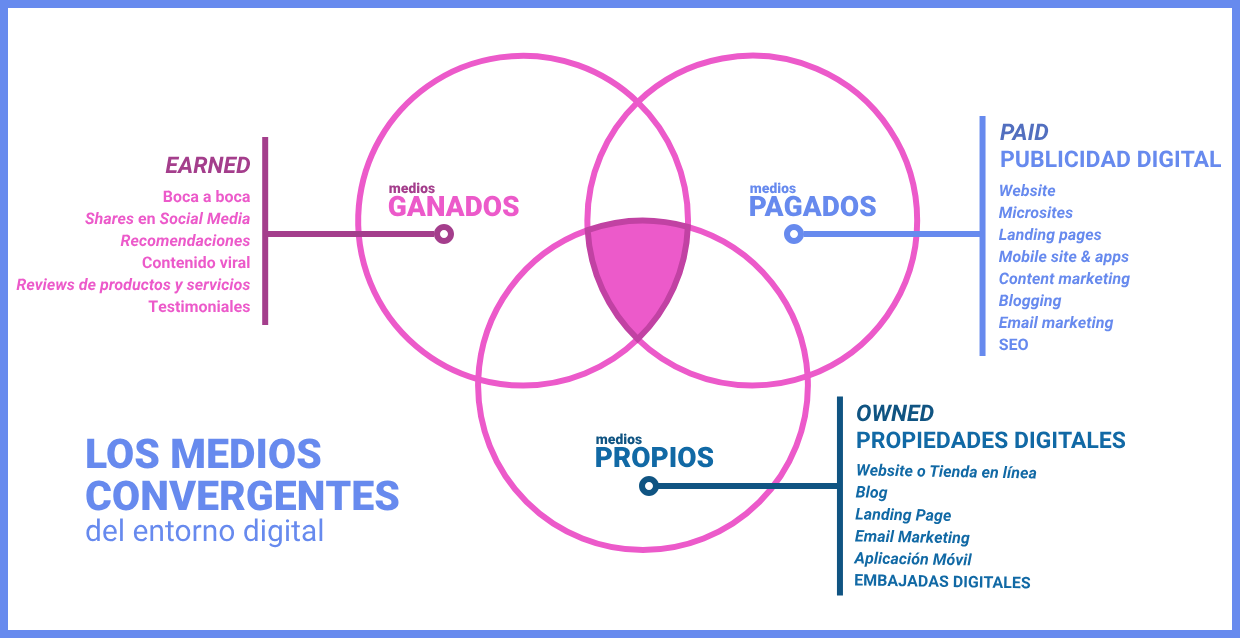 EARNED
Boca a boca
Shares en Social Media
Recomendaciones
Contenido viral
Reviews de productos y servicios
Testimoniales
medios
GANADOS
medios
PAGADOS
PAID
PUBLICIDAD DIGITAL
Website
Microsites
Landing pages
Mobile site & apps
Content marketing
Blogging
Email marketing
SEO
medios
PROPIOS
OWNED
PROPIEDADES DIGITALES
Website o Tienda en línea
Blog
Landing Page
Email Marketing
Aplicación Móvil
EMBAJADAS DIGITALES
LOS MEDIOS
CONVERGENTES
del entorno digital